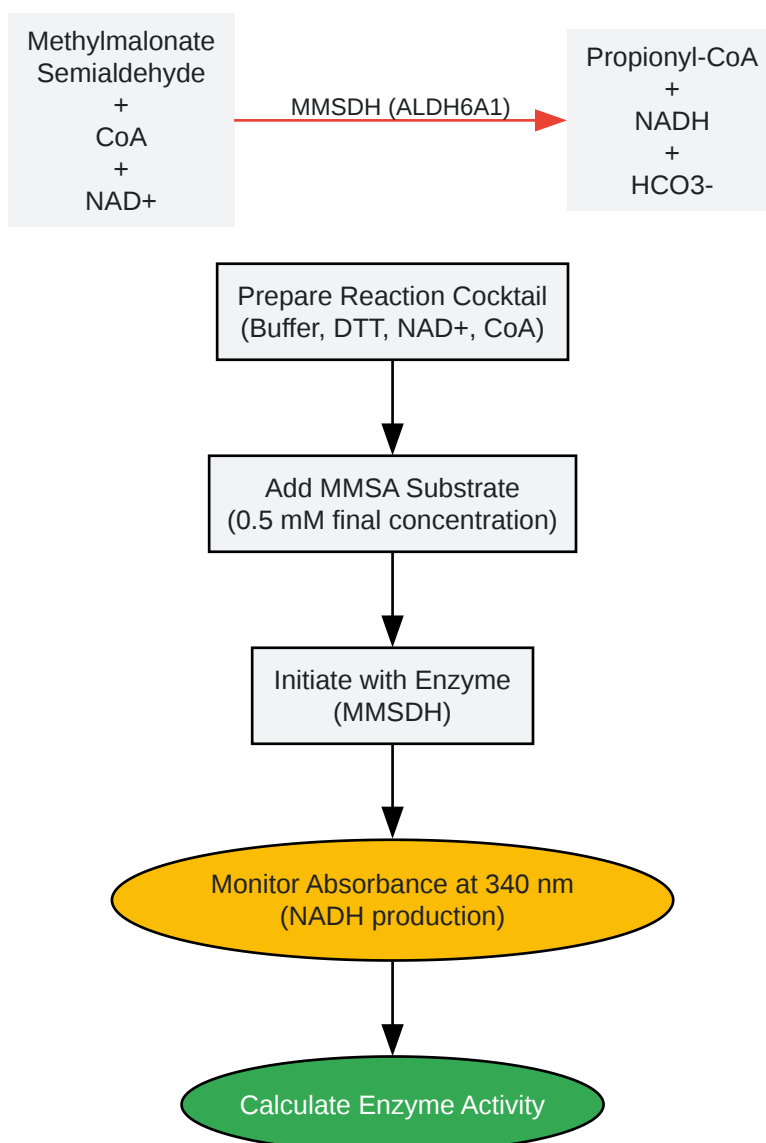 Methylmalonate
Semialdehyde
+
CoA
+
NAD+
MMSDH (ALDH6A1)
Propionyl-CoA
+
NADH
+
HCO3-
Prepare Reaction Cocktail
(Buffer, DTT, NAD+, CoA)
Add MMSA Substrate
(0.5 mM final concentration)
Initiate with Enzyme
(MMSDH)
Monitor Absorbance at 340 nm
(NADH production)
Calculate Enzyme Activity